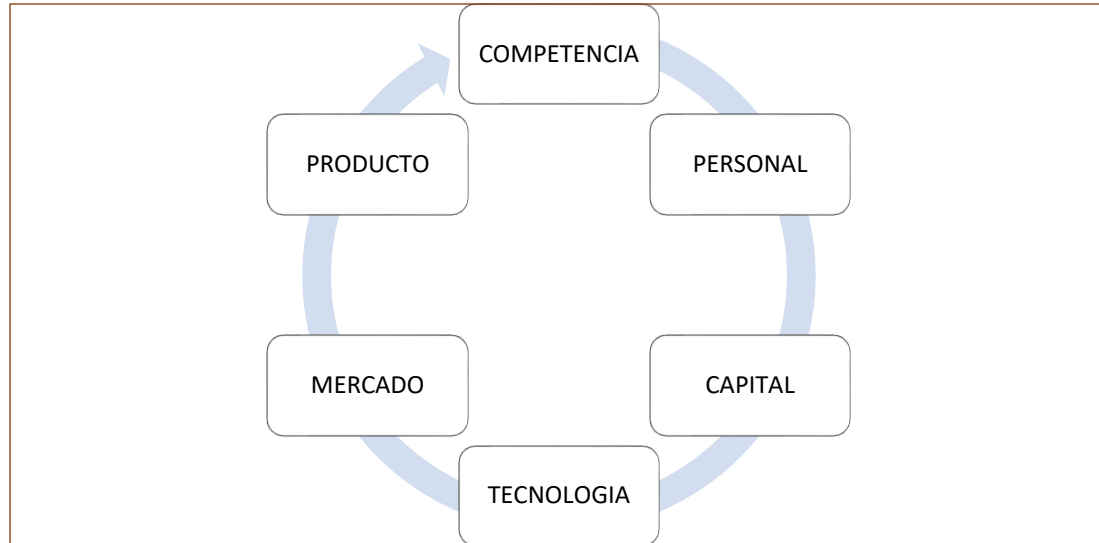 COMPETENCIA
PERSONAL
CAPITAL
TECNOLOGIA
MERCADO
PRODUCTO